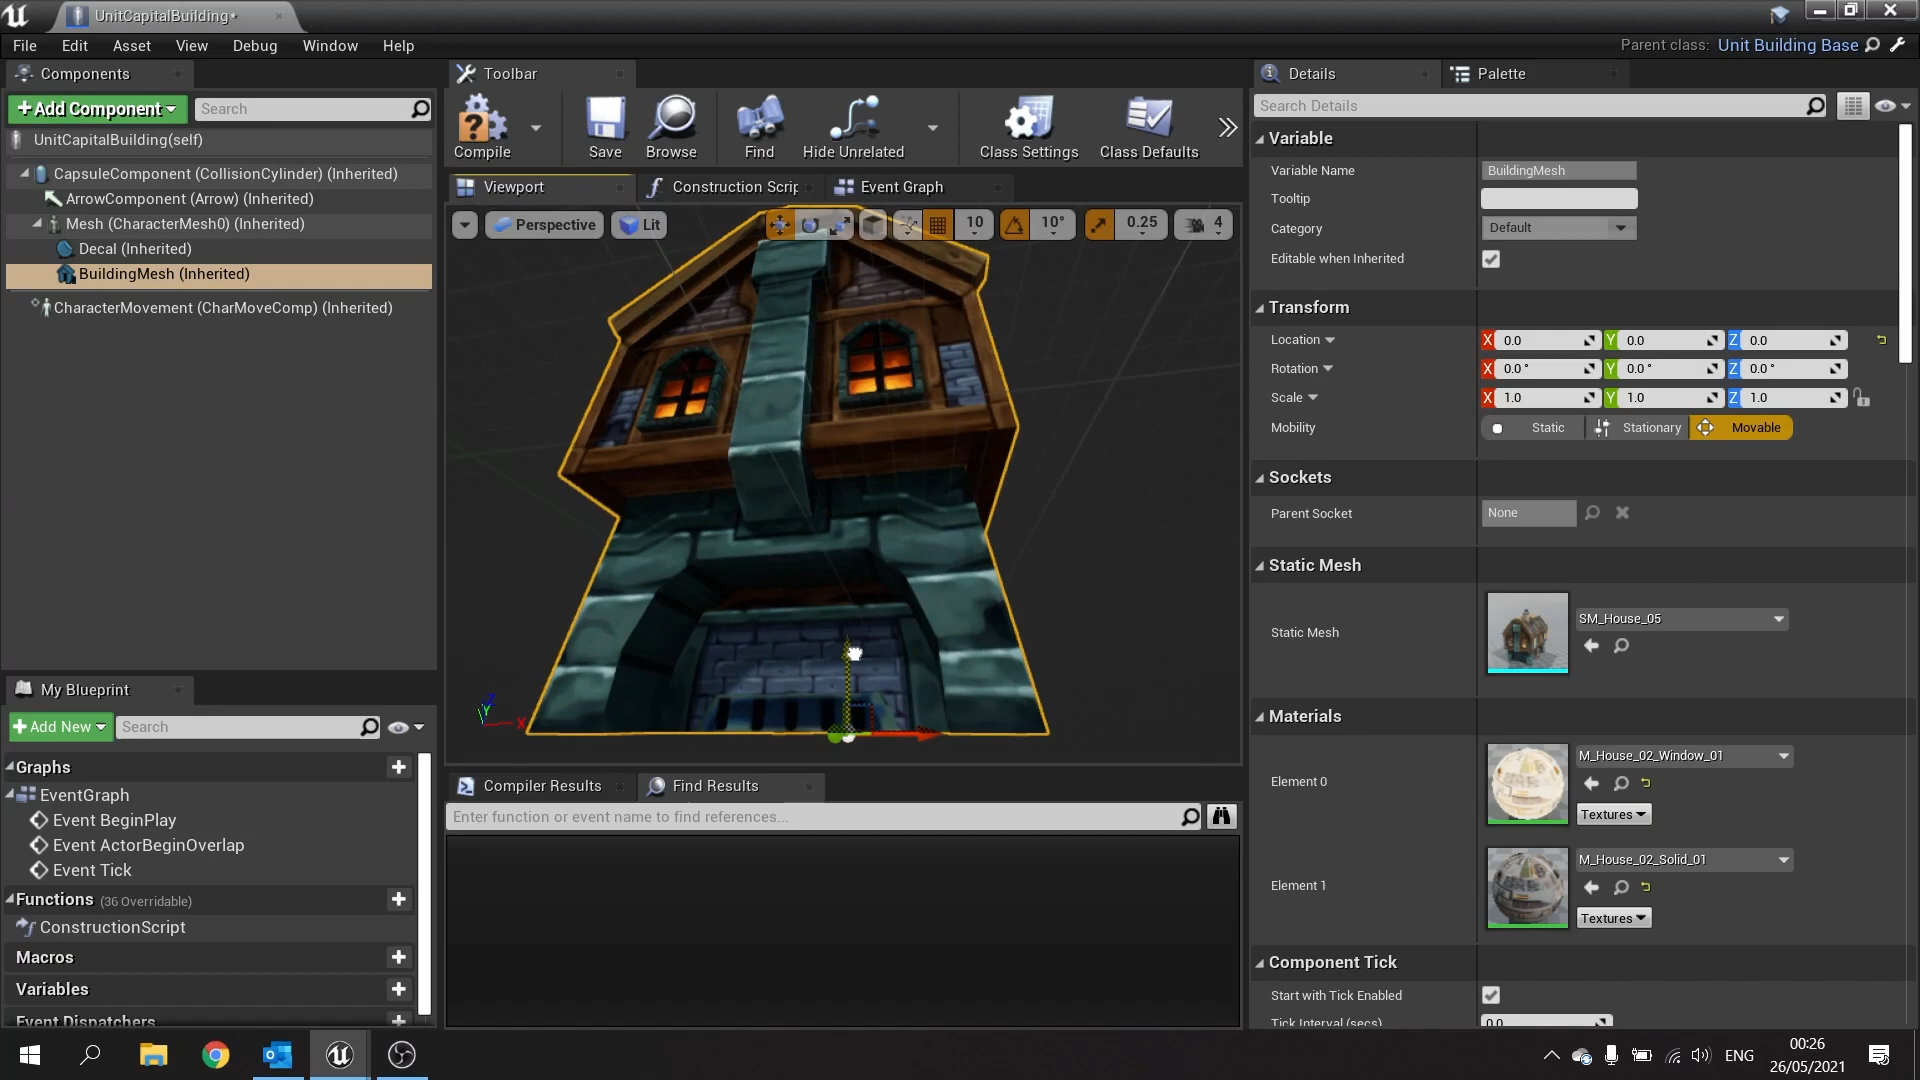 UnitCapitalBuilding*
File Edit Asset View Debug Window Help
Parent class: Unit Building Base
Components
+Add Component
Search
UnitCapitalBuilding(self)
CapsuleComponent (CollisionCylinder) (Inherited)
ArrowComponent (Arrow) (Inherited)
Mesh (CharacterMesh0) (Inherited)
Decal (Inherited)
BuildingMesh (Inherited)
CharacterMovement (CharMoveComp) (Inherited)
My Blueprint
+Add New
Search
Graphs
EventGraph
Event BeginPlay
Event ActorBeginOverlap
Event Tick
Functions (36 Overridable)
ConstructionScript
Macros
Variables
Event Dispatchers
Toolbar
Compile
Save
Browse
Find
Hide Unrelated
Class Settings
Class Defaults
Viewport
Construction Scrip
Event Graph
Perspective
Lit
10
10°
0.25
4
Z
Y
X
Compiler Results
Find Results
Enter function or event name to find references...
Details
Palette
Search Details
Variable
Variable Name BuildingMesh
Tooltip
Category Default
Editable when Inherited
Transform
Location X 0.0 Y 0.0 Z 0.0
Rotation X 0.0° Y 0.0° Z 0.0°
Scale X 1.0 Y 1.0 Z 1.0
Mobility Static Stationary Movable
Sockets
Parent Socket None
Static Mesh
Static Mesh SM_House_05
Materials
Element 0 M_House_02_Window_01
Textures
Element 1 M_House_02_Solid_01
Textures
Component Tick
Start with Tick Enabled
Tick Interval (secs) 0.0
ENG
00:26
26/05/2021